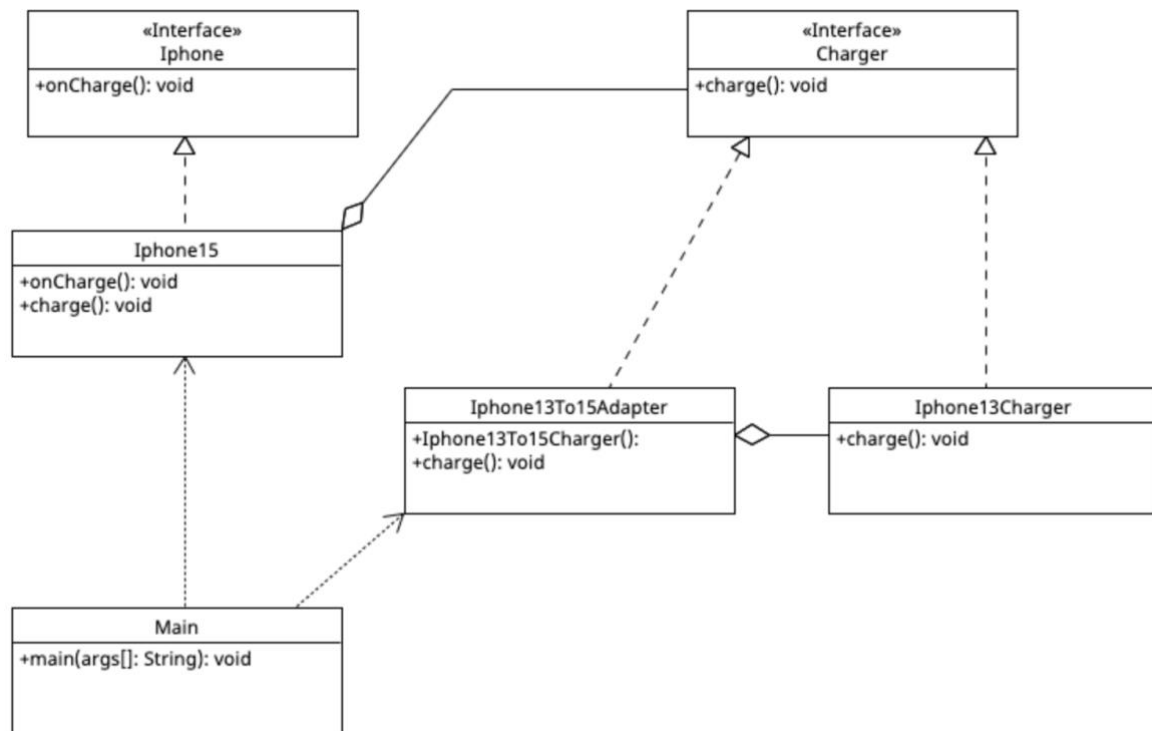 «Interface»
Iphone
+onCharge(): void
«Interface»
Charger
+charge(): void
Iphone15
+onCharge(): void
+charge(): void
Iphone13To15Adapter
+Iphone13To15Charger():
+charge(): void
Iphone13Charger
+charge(): void
Main
+main(args[]: String): void